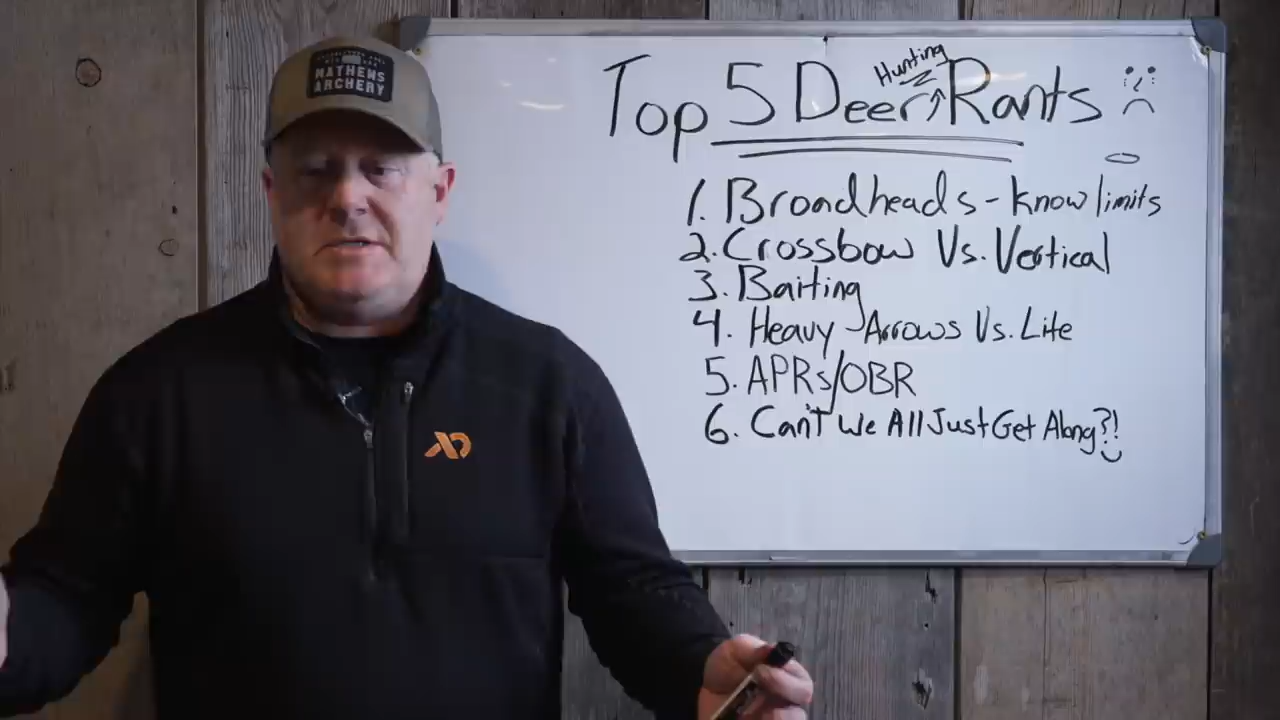 MATHEWS
ARCHERY
Hunting
Top 5 Deer Rants
1. Broadheads - Know limits
2. Crossbow Vs. Vertical
3. Baiting
4. Heavy Arrows Vs. Lite
5. APRs/OBR
6. Can't We All Just Get Along?!